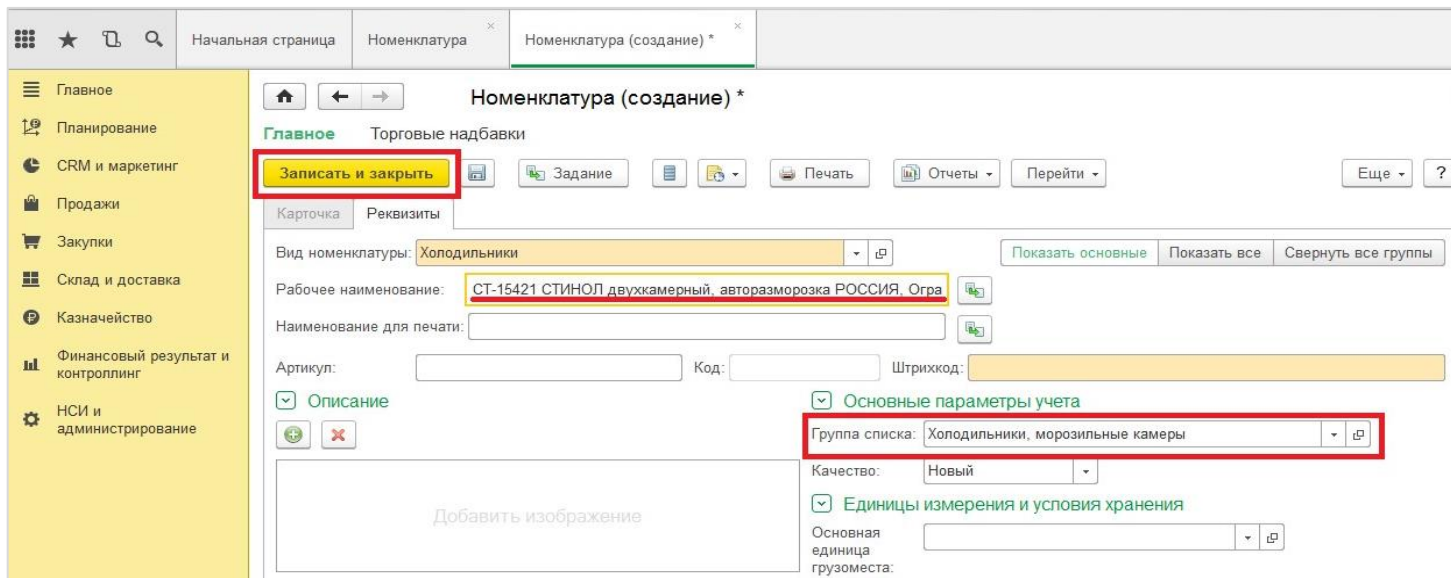 Начальная страница
Номенклатура
Номенклатура (создание) *
Главное
Планирование
CRM и маркетинг
Продажи
Закупки
Склад и доставка
Казначейство
Финансовый результат и
контроллинг
НСИ и
администрирование
Номенклатура (создание) *
Главное Торговые надбавки
Записать и закрыть Задание Печать Отчеты Перейти Еще ?
Карточка Реквизиты
Вид номенклатуры: Холодильники Показать основные Показать все Свернуть все группы
Рабочее наименование: СТ-15421 СТИНОЛ двухкамерный, авторазморозка РОССИЯ, Огра
Наименование для печати:
Артикул: Код: Штрихкод:
Описание
Основные параметры учета
Группа списка: Холодильники, морозильные камеры
Качество: Новый
Добавить изображение
Единицы измерения и условия хранения
Основная
единица
грузоместа: